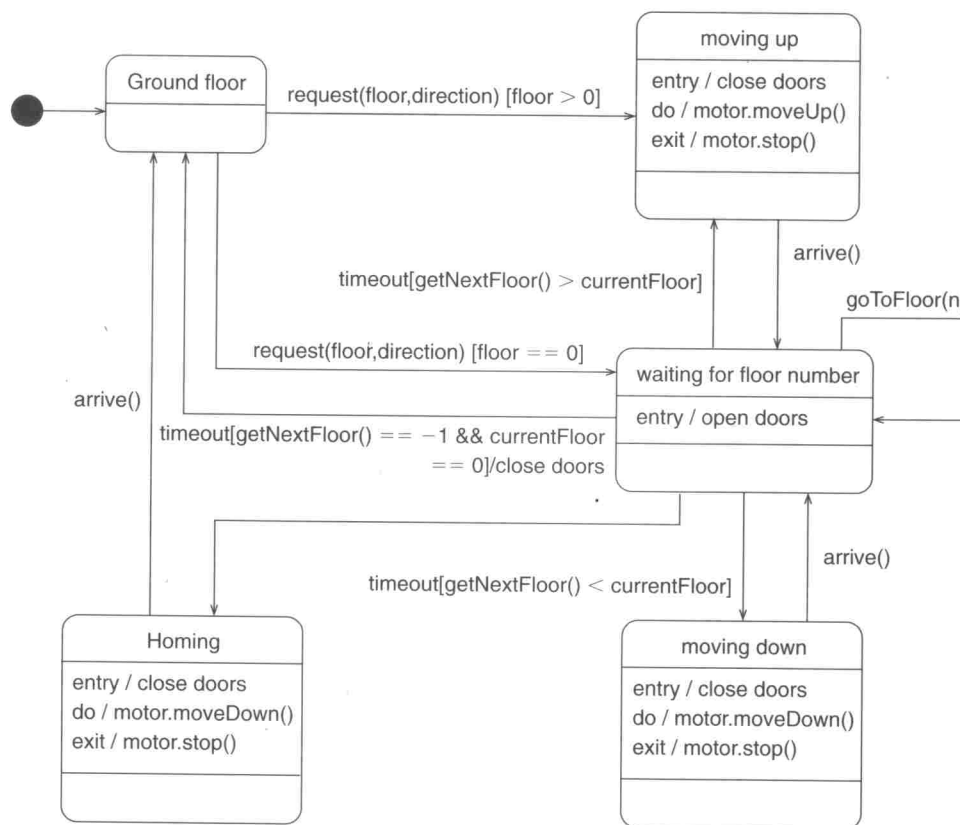 moving up
entry / close doors
do / motor.moveUp()
exit / motor.stop()
Ground floor
request(floor,direction) [floor > 0]
arrive()
timeout[getNextFloor() > currentFloor]
goToFloor(n
request(floor,direction) [floor == 0]
waiting for floor number
entry / open doors
arrive()
timeout[getNextFloor() == −1 && currentFloor
== 0]/close doors
arrive()
timeout[getNextFloor() < currentFloor]
Homing
entry / close doors
do / motor.moveDown()
exit / motor.stop()
moving down
entry / close doors
do / motor.moveDown()
exit / motor.stop()